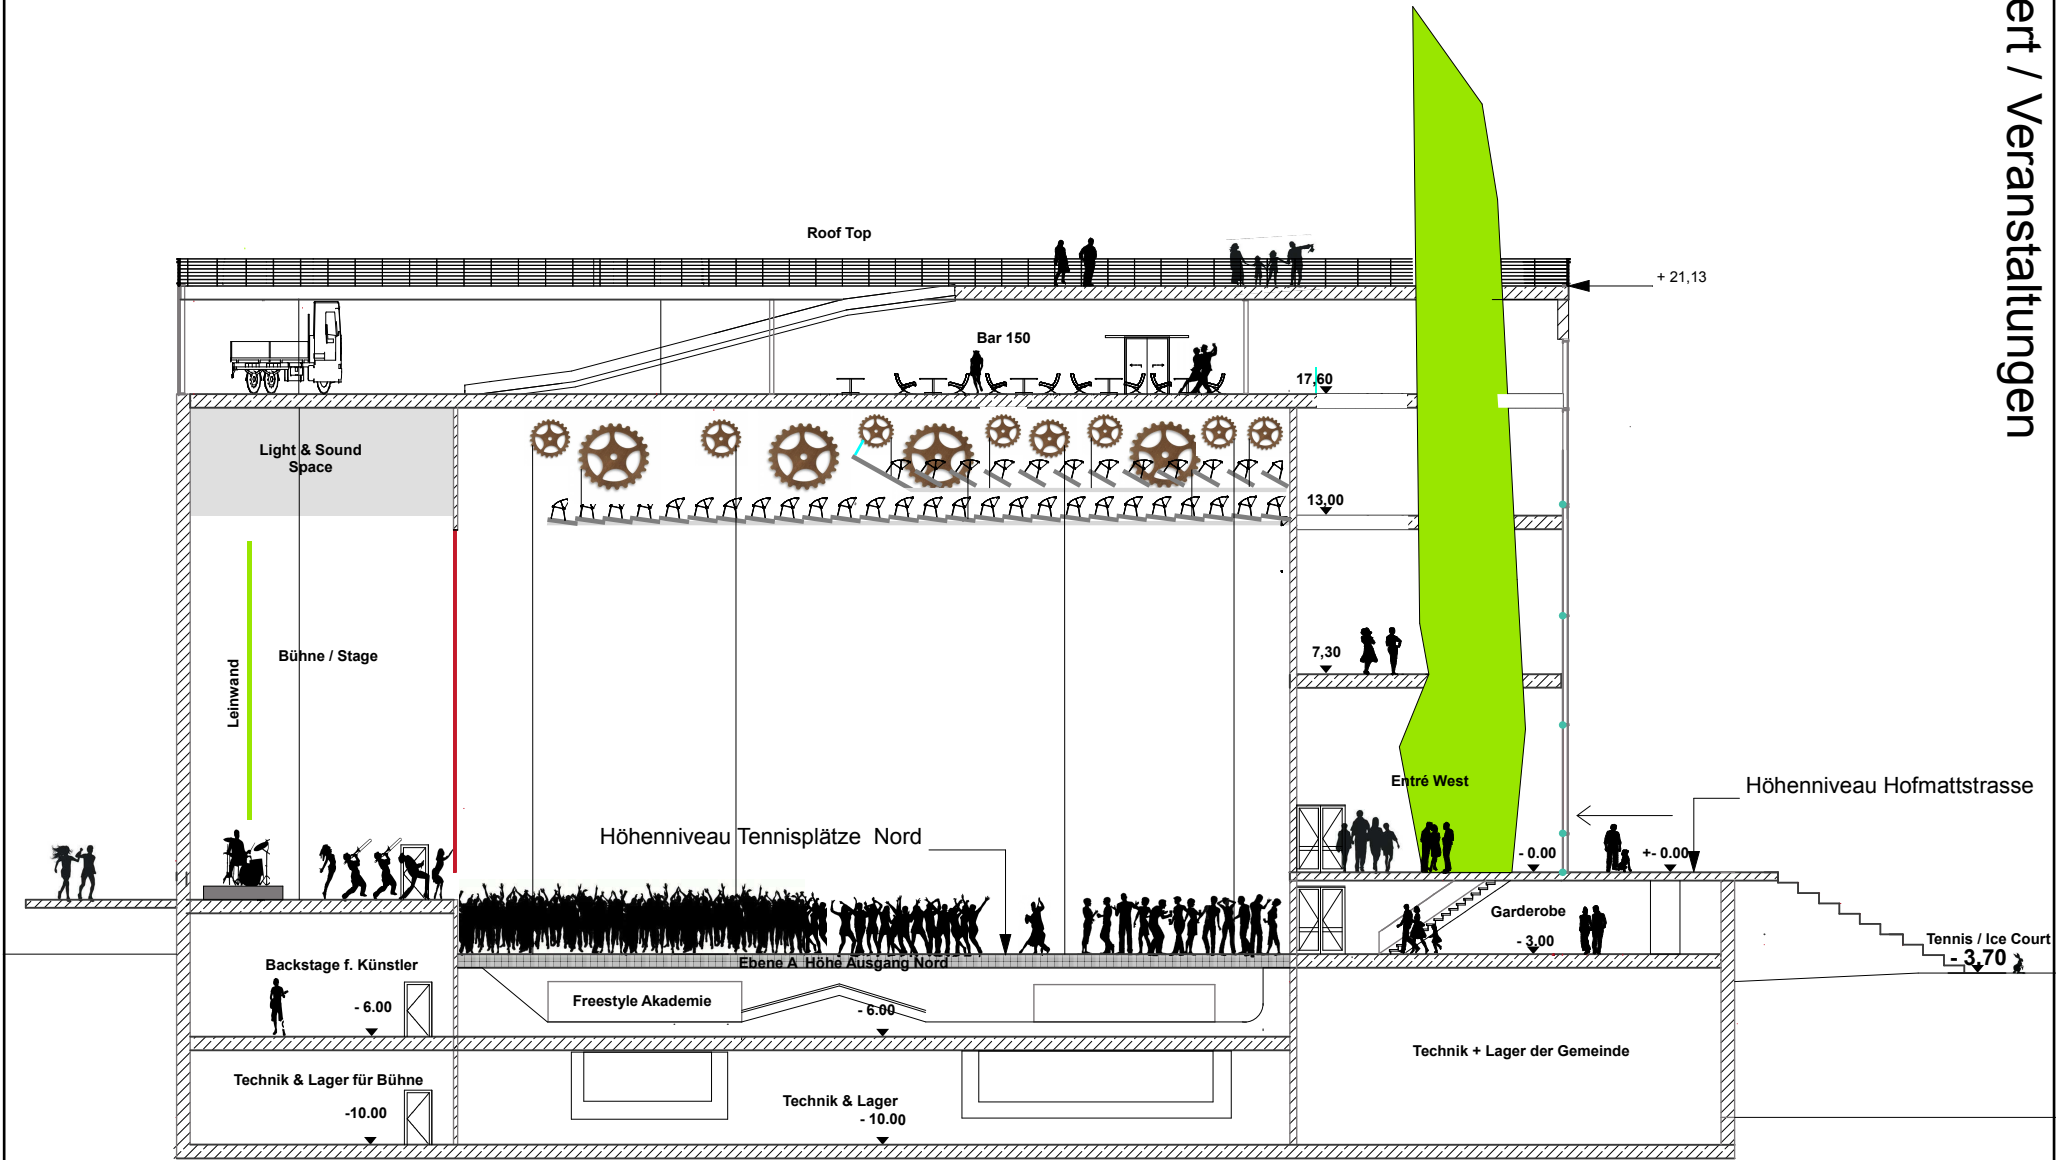 ert / Veranstaltungen
Roof Top
+ 21,13
Bar 150
17,60
Light & Sound
Space
13,00
Bühne / Stage
Leinwand
7,30
Entré West
Höhenniveau Hofmattstrasse
Höhenniveau Tennisplätze Nord
- 0.00
+- 0.00
Garderobe
- 3.00
Tennis / Ice Court
- 3,70
Ebene A Höhe Ausgang Nord
Backstage f. Künstler
- 6.00
Freestyle Akademie
- 6.00
Technik + Lager der Gemeinde
Technik & Lager für Bühne
-10.00
Technik & Lager
- 10.00